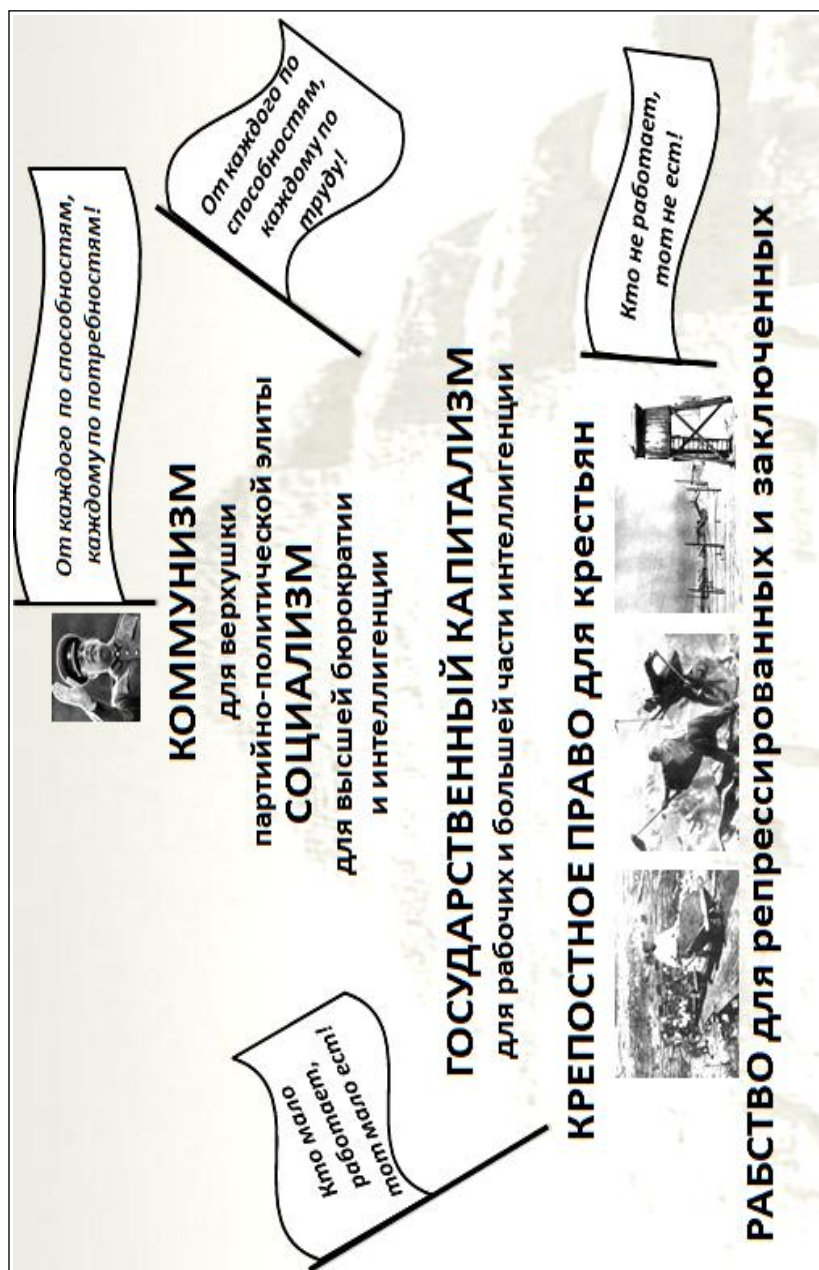 От каждого по способностям,
каждому по потребностям!
КОММУНИЗМ
для верхушки
партийно-политической элиты
От каждого по
способностям,
каждому по
труду!
СОЦИАЛИЗМ
для высшей бюрократии
и интеллигенции
Кто мало
работает,
тот мало ест!
ГОСУДАРСТВЕННЫЙ КАПИТАЛИЗМ
для рабочих и большей части интеллигенции
КРЕПОСТНОЕ ПРАВО для крестьян
Кто не работает,
тот не ест!
РАБСТВО для репрессированных и заключенных